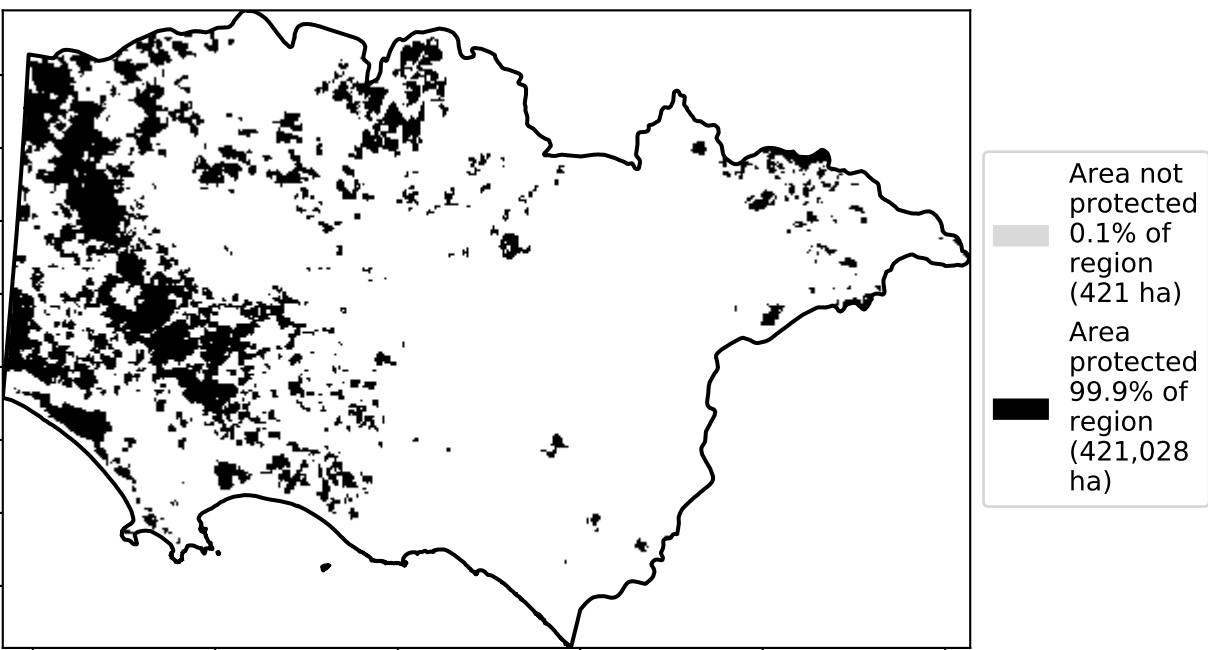 Area not
protected
0.1% of
region
(421 ha)
Area
protected
99.9% of
region
(421,028
ha)